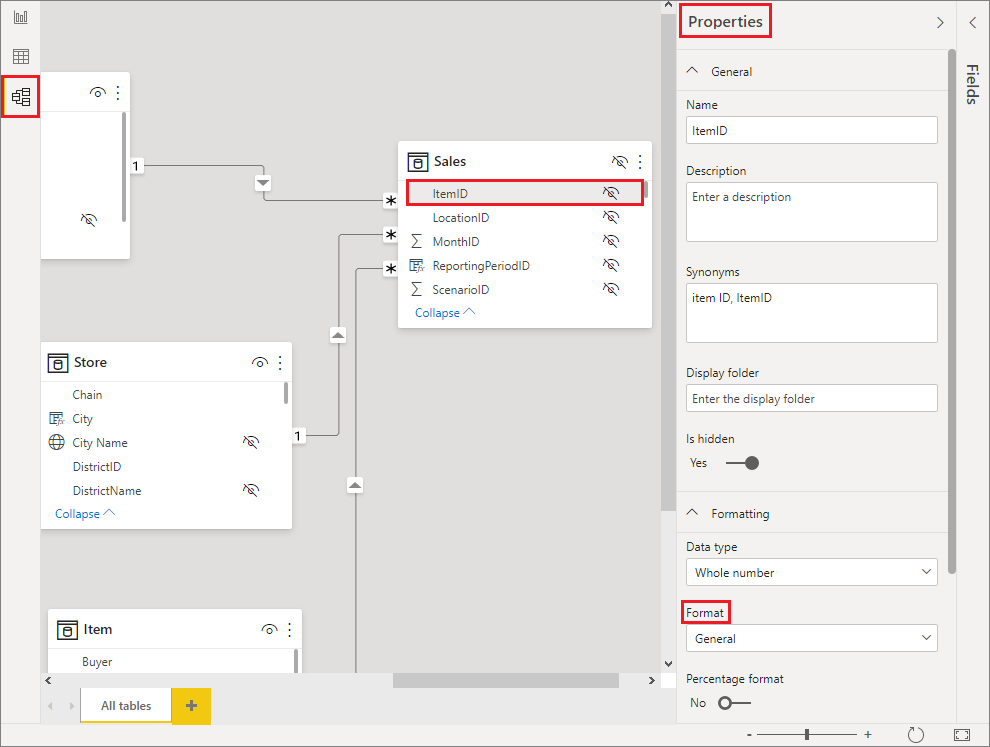 Properties
Fields
General
Name
ItemID
Description
Enter a description
Synonyms
item ID, ItemID
Display folder
Enter the display folder
Is hidden
Yes
Formatting
Data type
Whole number
Format
General
Percentage format
No
1
*
*
*
Sales
ItemID
LocationID
MonthID
ReportingPeriodID
ScenarioID
Collapse
Store
Chain
City
City Name
DistrictID
DistrictName
Collapse
1
Item
Buyer
All tables
+
- +